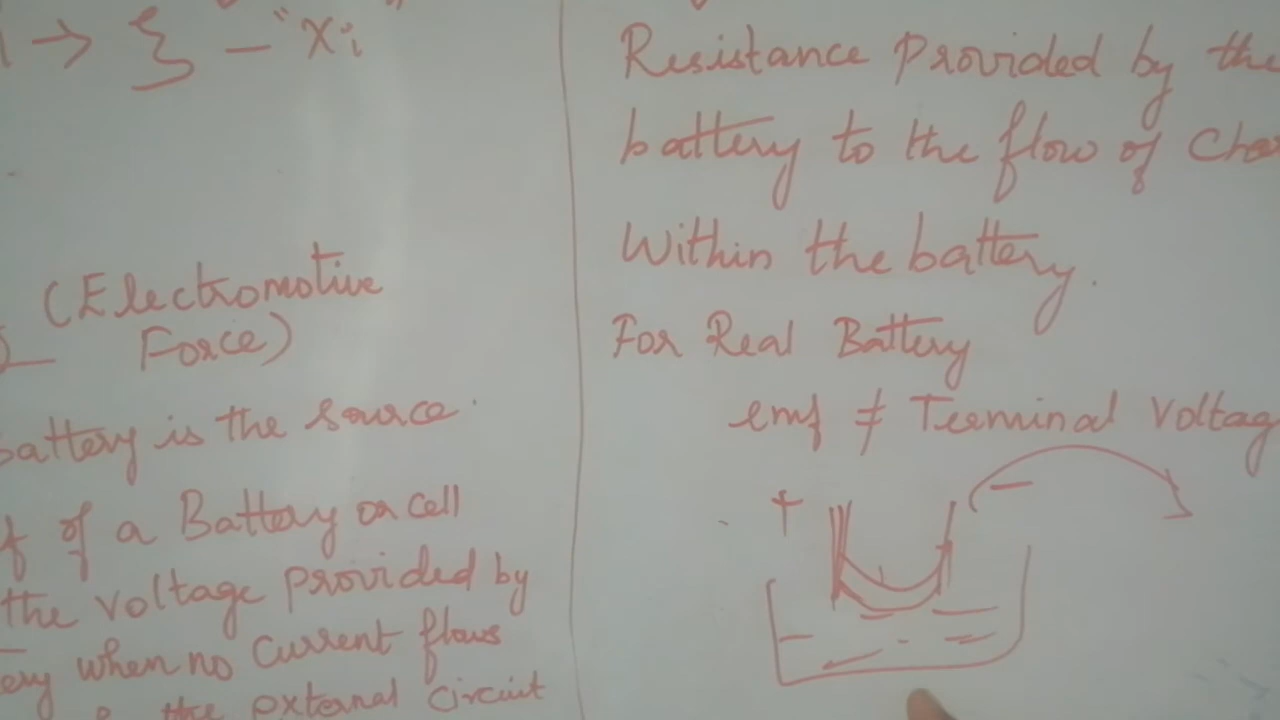 → ξ - "xi"
(Electromotive
Force)
battery is the source
of a Battery or cell
the voltage provided by
when no current flows
the external circuit
Resistance Provided by the
battery to the flow of
Within the battery.
For Real Battery
emf ≠ Terminal Voltag
+ -